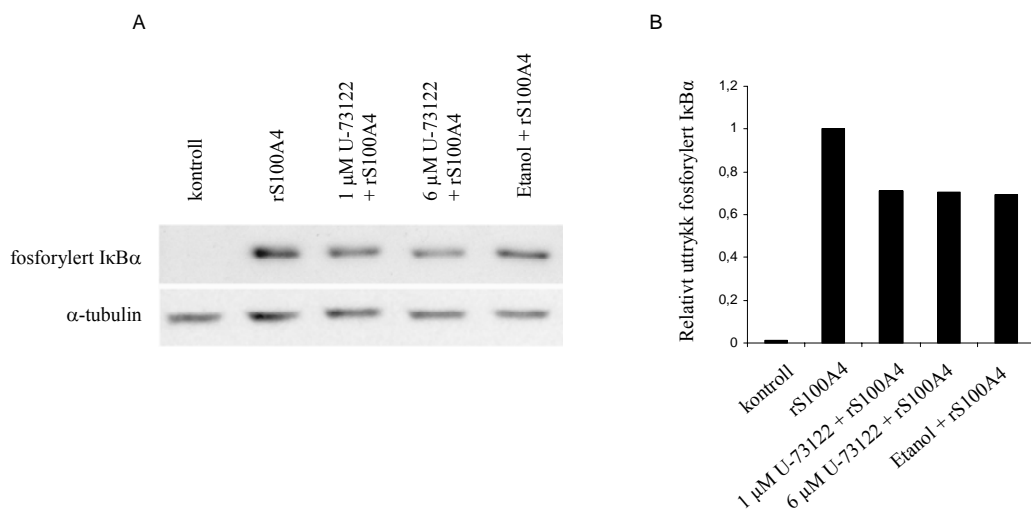 A
kontroll
rS100A4
1 µM U-73122
+ rS100A4
6 µM U-73122
+ rS100A4
Etanol + rS100A4
fosforylert IκBα
α-tubulin
B
Relativt uttrykk fosforylert IκBα
1,2
1
0,8
0,6
0,4
0,2
0
kontroll
rS100A4
1 µM U-73122 + rS100A4
6 µM U-73122 + rS100A4
Etanol + rS100A4